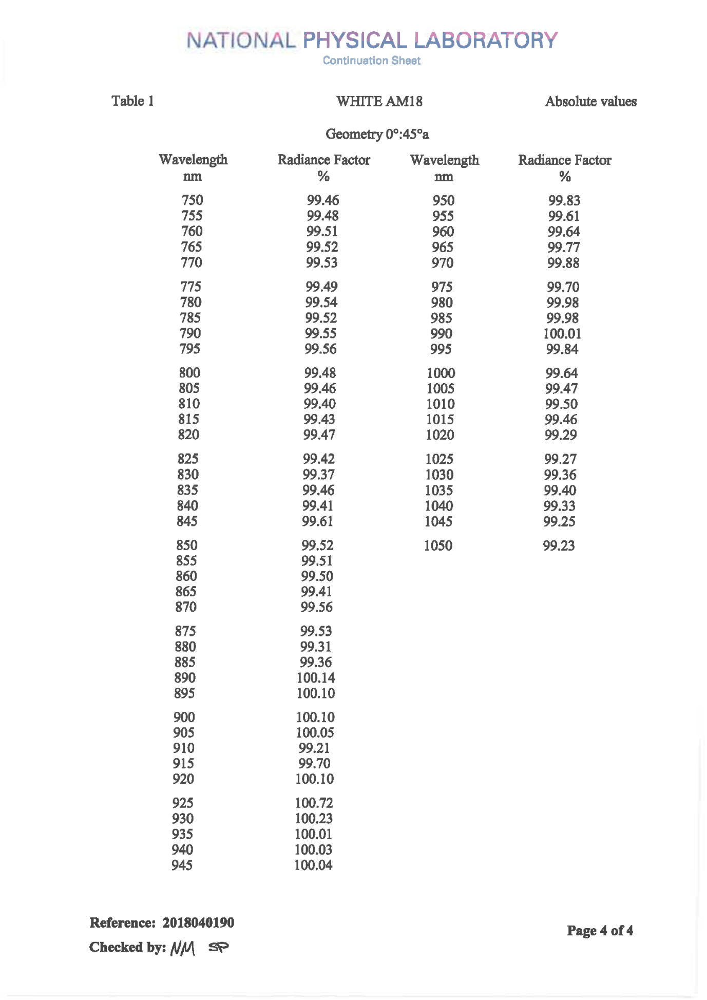 NATIONAL PHYSICAL LABORATORY
Continuation Sheet
Table 1 WHITE AM18 Absolute values
Geometry 0°:45°a
Wavelength Radiance Factor Wavelength Radiance Factor
nm % nm %
750 99.46 950 99.83
755 99.48 955 99.61
760 99.51 960 99.64
765 99.52 965 99.77
770 99.53 970 99.88
775 99.49 975 99.70
780 99.54 980 99.98
785 99.52 985 99.98
790 99.55 990 100.01
795 99.56 995 99.84
800 99.48 1000 99.64
805 99.46 1005 99.47
810 99.40 1010 99.50
815 99.43 1015 99.46
820 99.47 1020 99.29
825 99.42 1025 99.27
830 99.37 1030 99.36
835 99.46 1035 99.40
840 99.41 1040 99.33
845 99.61 1045 99.25
850 99.52 1050 99.23
855 99.51
860 99.50
865 99.41
870 99.56
875 99.53
880 99.31
885 99.36
890 100.14
895 100.10
900 100.10
905 100.05
910 99.21
915 99.70
920 100.10
925 100.72
930 100.23
935 100.01
940 100.03
945 100.04
Reference: 2018040190
Page 4 of 4
Checked by: NM SP